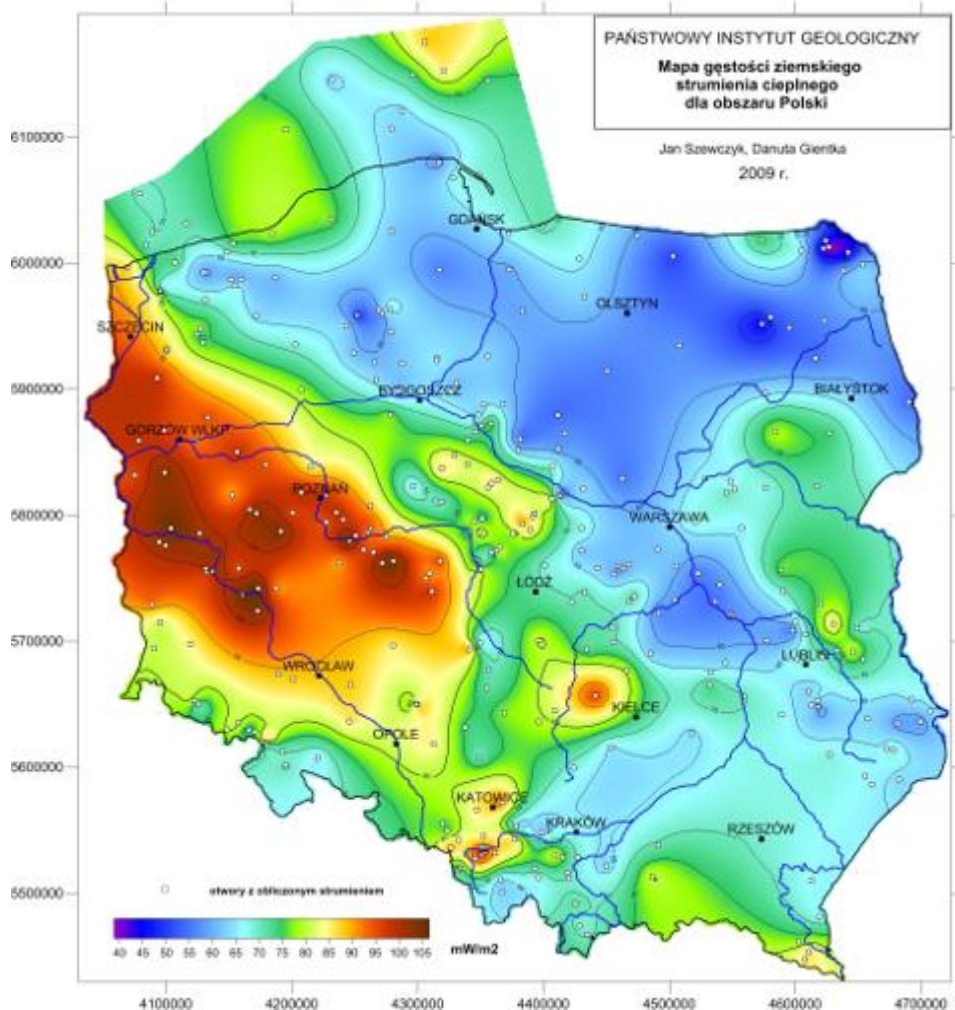 PAŃSTWOWY INSTYTUT GEOLOGICZNY
Mapa gęstości ziemskiego
strumienia cieplnego
dla obszaru Polski
Jan Szewczyk, Danuta Gientka
2009 r.
6100000
GDAŃSK
6000000
OLSZTYN
SZCZECIN
5900000
BYDGOSZCZ
BIAŁYSTOK
GORZÓW WLKP.
POZNAŃ
5800000
WARSZAWA
ŁÓDŹ
5700000
LUBLIN
WROCŁAW
KIELCE
OPOLE
5600000
KATOWICE
KRAKÓW
RZESZÓW
5500000
otwory z obliczonym strumieniem
40 45 50 55 60 65 70 75 80 85 90 95 100 105
mW/m2
4100000 4200000 4300000 4400000 4500000 4600000 4700000